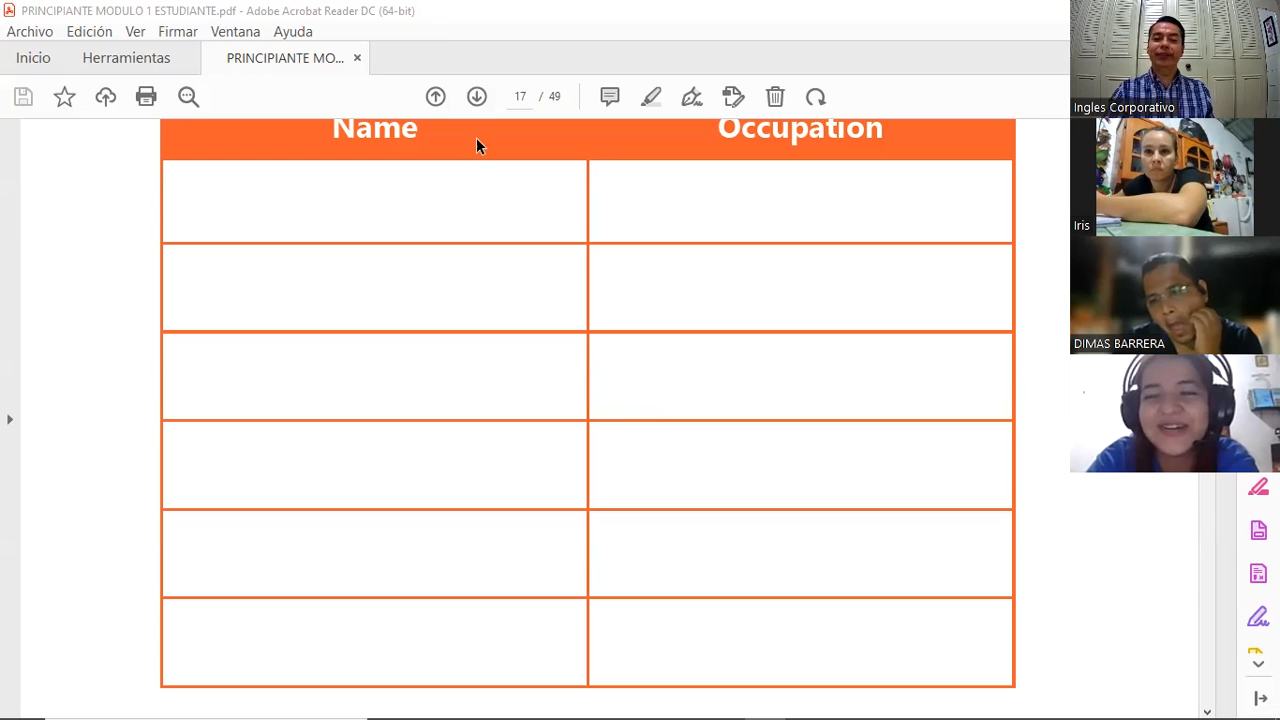 PRINCIPIANTE MODULO 1 ESTUDIANTE.pdf - Adobe Acrobat Reader DC (64-bit)
Archivo Edición Ver Firmar Ventana Ayuda
Inicio Herramientas PRINCIPIANTE MO... ×
17 / 49
Name Occupation
Ingles Corporativo
Iris
DIMAS BARRERA